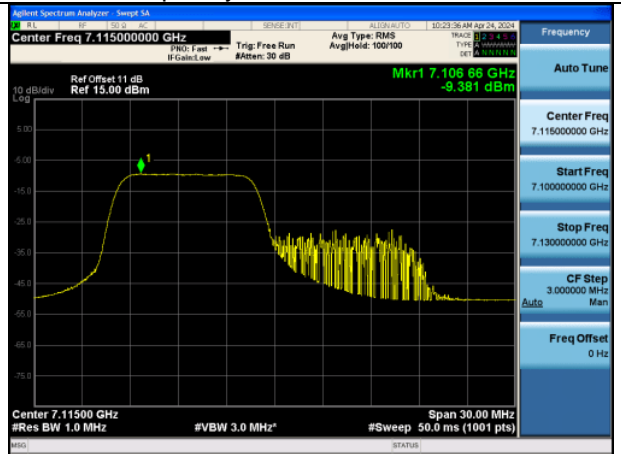 Agilent Spectrum Analyzer - Swept SA
RL RF 50 Ω AC SENSE:INT ALIGN AUTO 10:23:36 AM Apr 24, 2024
Center Freq 7.115000000 GHz
PNO: Fast
IFGain:Low
Trig: Free Run
#Atten: 30 dB
Avg Type: RMS
Avg|Hold: 100/100
TRACE 1 2 3 4 5 6
TYPE
DET A N N N N N
Ref Offset 11 dB
10 dB/div Ref 15.00 dBm
Log
Mkr1 7.106 66 GHz
-9.381 dBm
1
5.00
-5.00
-15.0
-25.0
-35.0
-45.0
-55.0
-65.0
-75.0
Center 7.11500 GHz
#Res BW 1.0 MHz
#VBW 3.0 MHz*
Span 30.00 MHz
#Sweep 50.0 ms (1001 pts)
MSG
STATUS
Frequency
Auto Tune
Center Freq
7.115000000 GHz
Start Freq
7.100000000 GHz
Stop Freq
7.130000000 GHz
CF Step
3.000000 MHz
Auto Man
Freq Offset
0 Hz